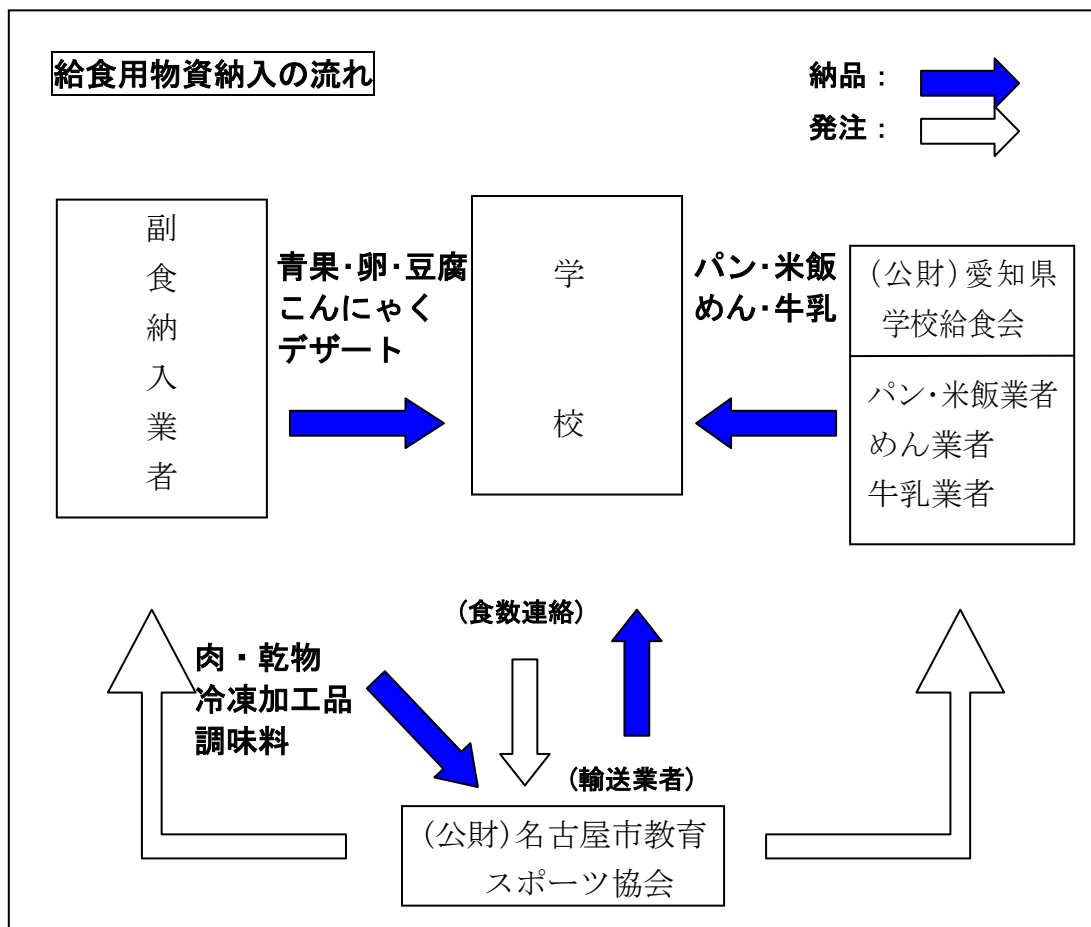 給食用物資納入の流れ
納品：
発注：
副食納入業者
青果・卵・豆腐
こんにゃく
デザート
学校
パン・米飯
めん・牛乳
(公財)愛知県
学校給食会
パン・米飯業者
めん業者
牛乳業者
(食数連絡)
肉・乾物
冷凍加工品
調味料
(輸送業者)
(公財)名古屋市教育
スポーツ協会